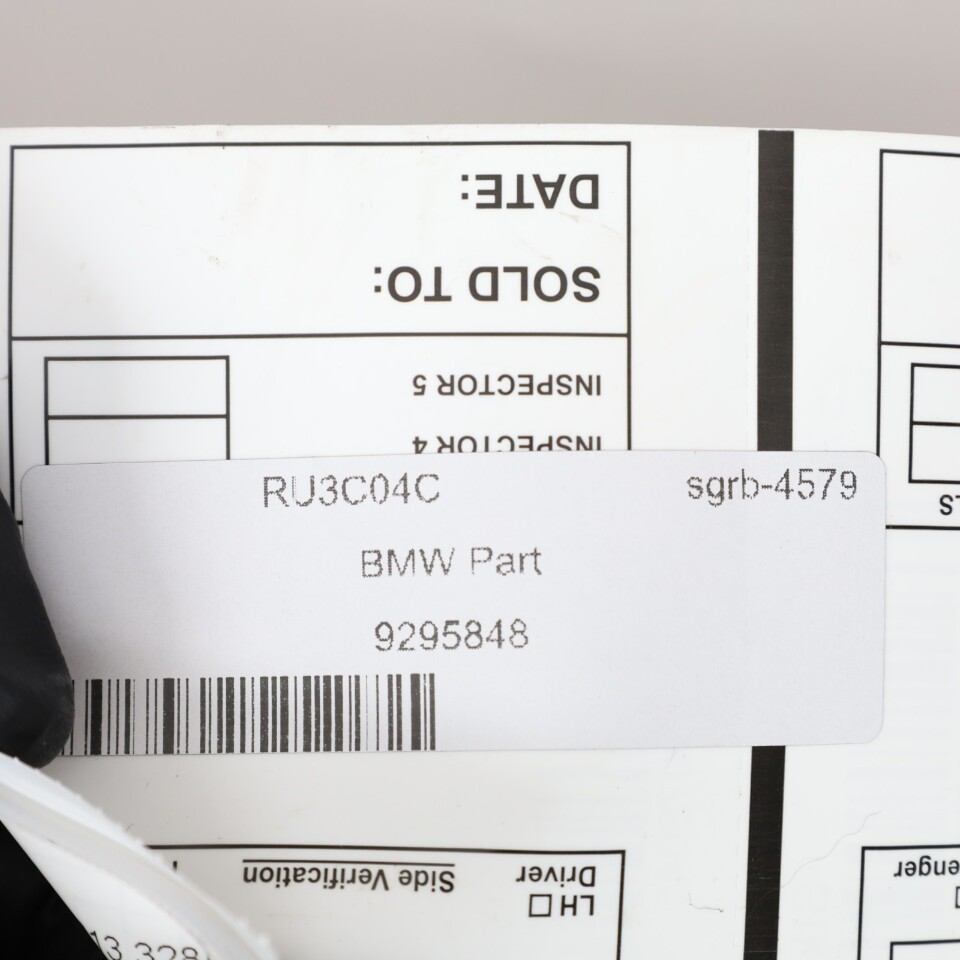 DATE:
SOLD TO:
INSPECTOR 5
INSPECTOR 4
RU3C04C sgrb-4579
BMW Part
9295848
Side Verification
Driver
LH